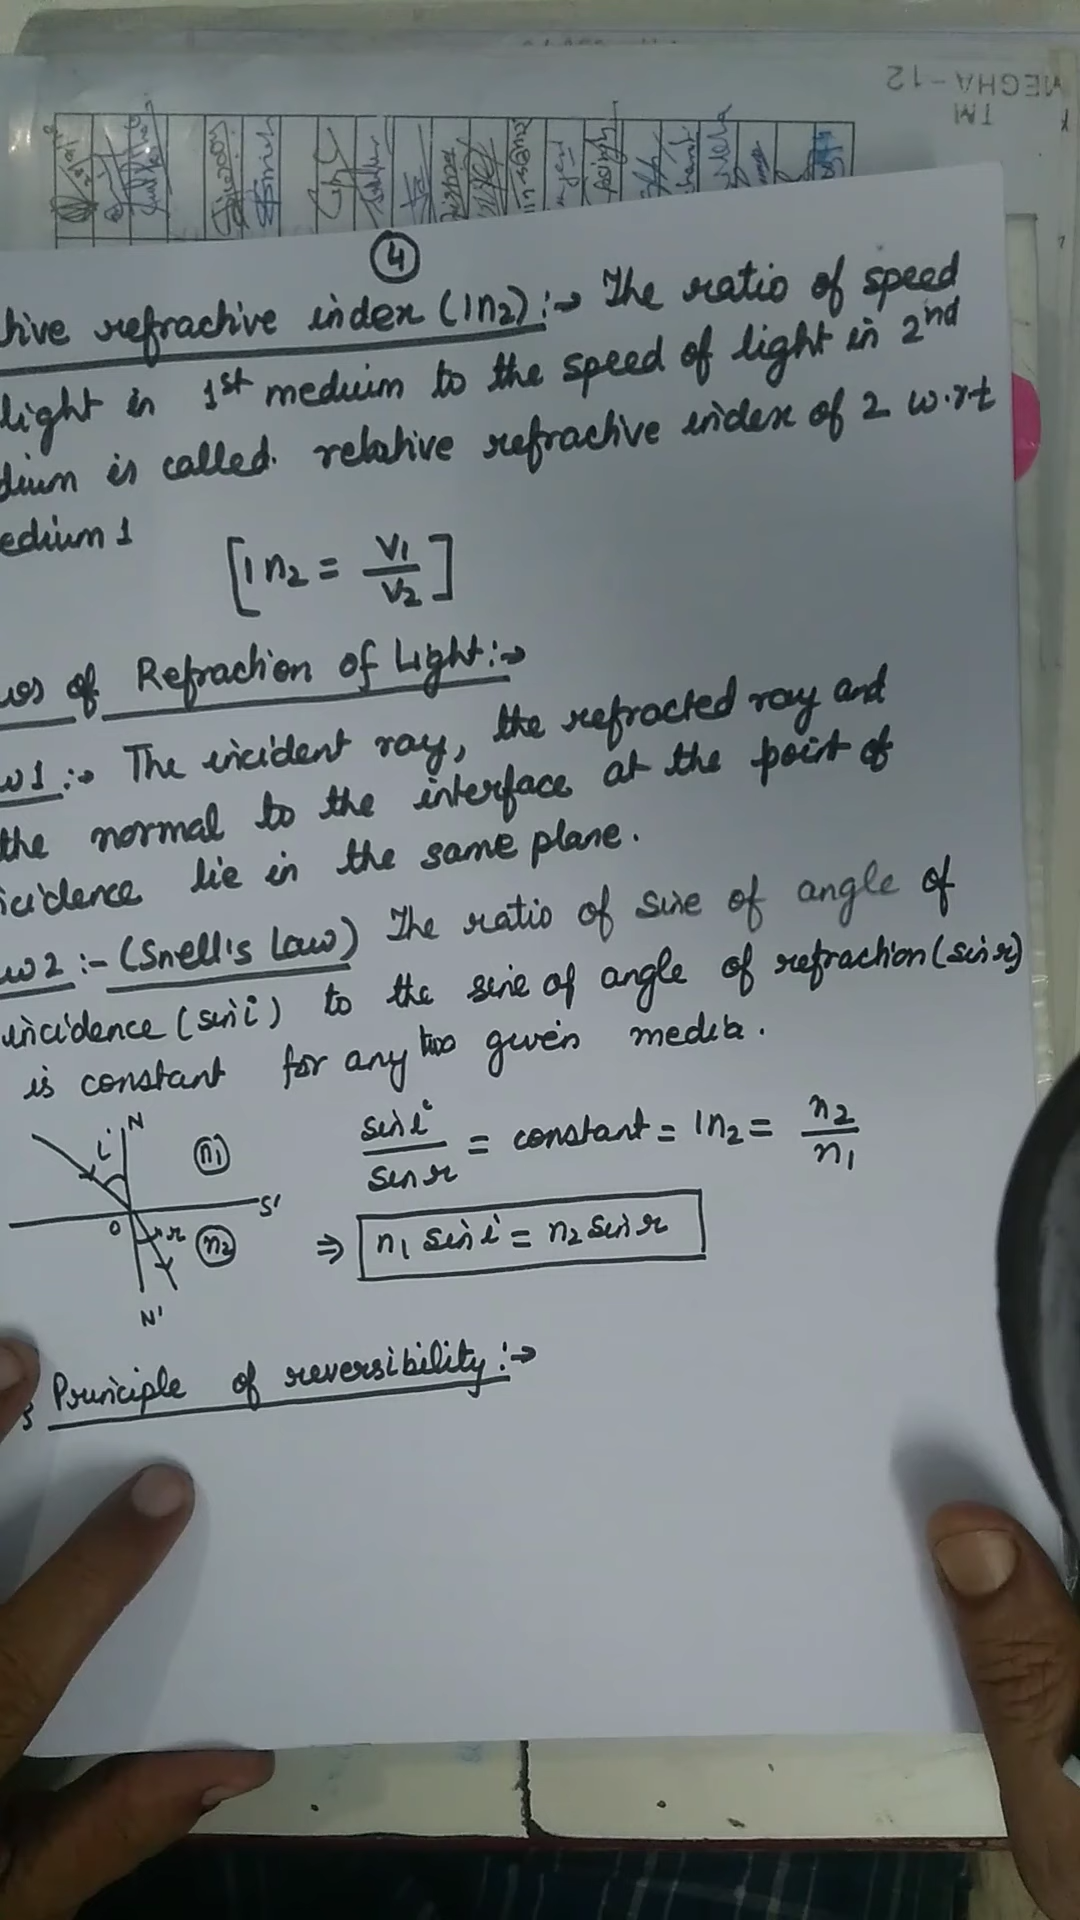 MEGHA-12
TM
4
tive refractive index (1n2) :→ The ratio of speed
light in 1st meduim to the speed of light in 2nd
dium is called. relative refractive index of 2 w.r.t
edium 1
[1n2 = V1/V2]
of Refraction of Light :→
w1 :→ The incident ray, the refracted ray and
the normal to the interface at the point of
icidence lie in the same plane.
w2 :- (Snell's Law) The ratio of sine of angle of
incidence (sin i) to the sine of angle of refraction (sin r)
is constant for any two given media.
N
i
n1
sin i / sin r = constant = 1n2 = n2/n1
S'
O
r
n2
⇒ n1 sin i = n2 sin r
N'
Principle of reversibility :→